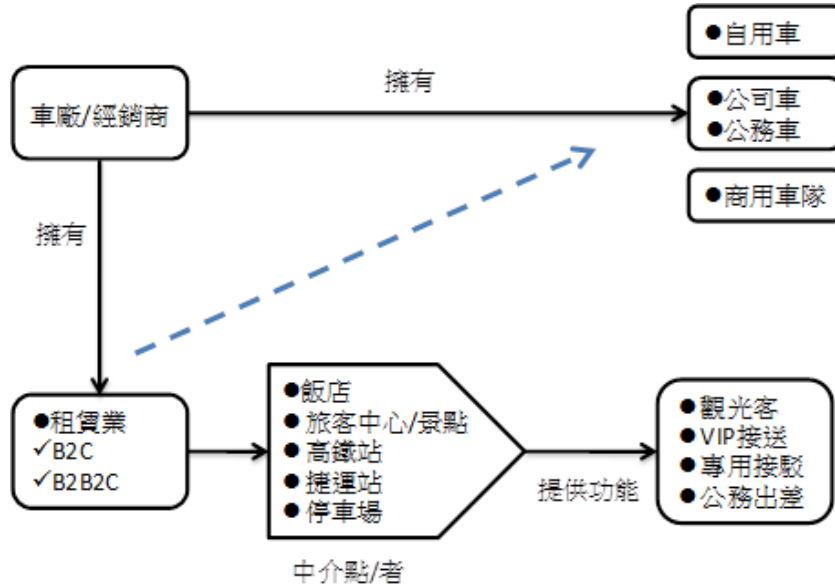 ●自用車
車廠/經銷商
擁有
●公司車
●公務車
●商用車隊
擁有
●租賃業
✓B2C
✓B2B2C
●飯店
●旅客中心/景點
●高鐵站
●捷運站
●停車場
中介點/者
提供功能
●觀光客
●VIP接送
●專用接駁
●公務出差